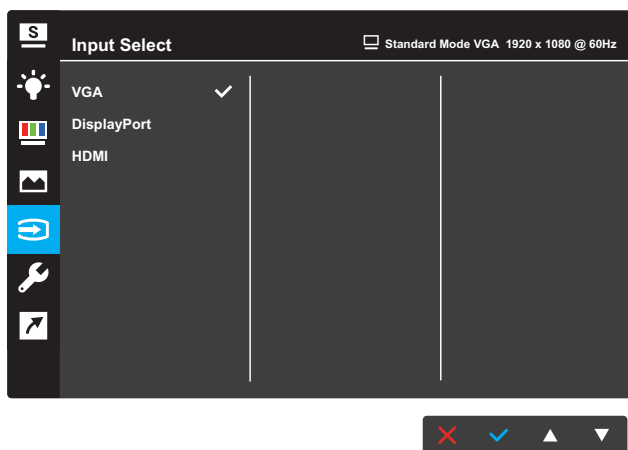 S
Input Select
Standard Mode VGA 1920 x 1080 @ 60Hz
VGA
DisplayPort
HDMI